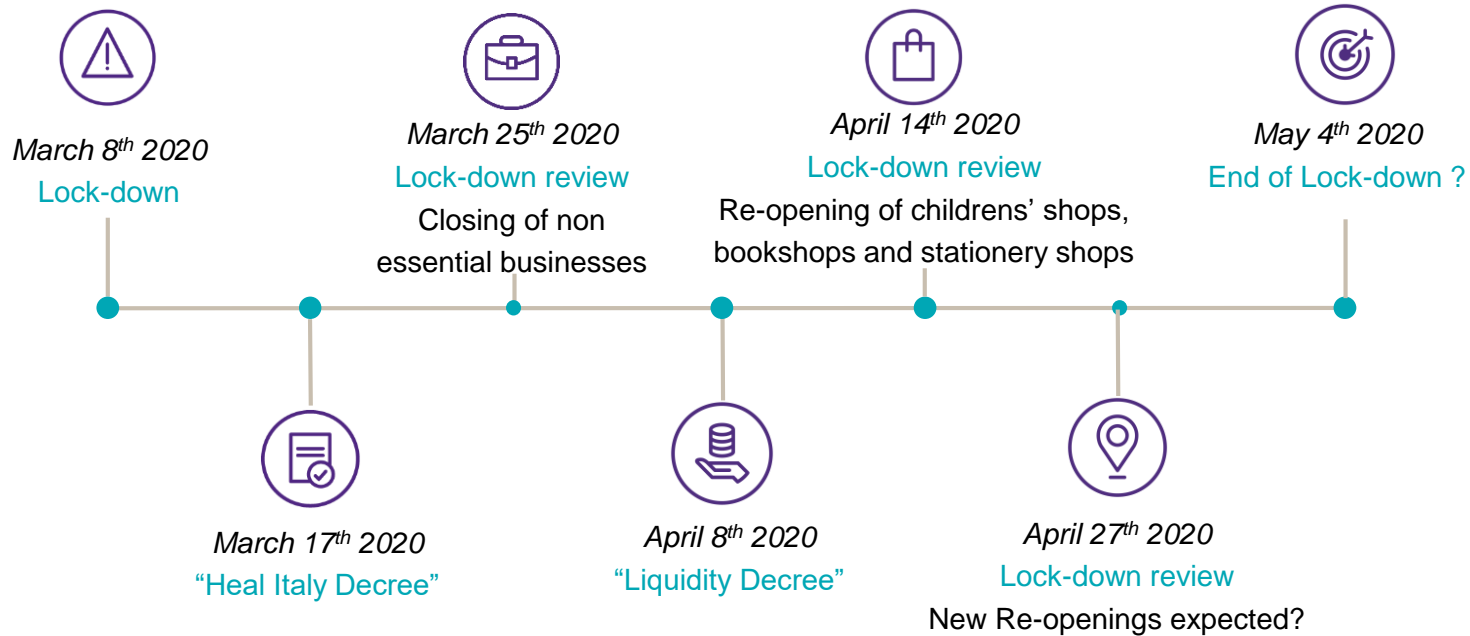 March 8th 2020
Lock-down
March 25th 2020
Lock-down review
Closing of non
essential businesses
April 14th 2020
Lock-down review
Re-opening of childrens’ shops,
bookshops and stationery shops
May 4th 2020
End of Lock-down ?
March 17th 2020
“Heal Italy Decree”
April 8th 2020
“Liquidity Decree”
April 27th 2020
Lock-down review
New Re-openings expected?